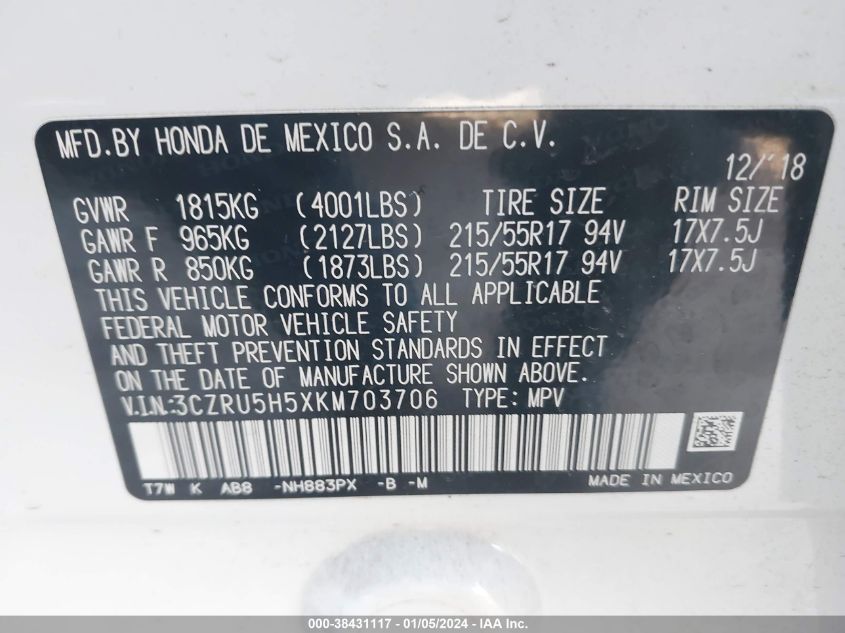 MFD.BY HONDA DE MEXICO S.A. DE C.V.
12/'18
GVWR 1815KG (4001LBS) TIRE SIZE RIM SIZE
GAWR F 965KG (2127LBS) 215/55R17 94V 17X7.5J
GAWR R 850KG (1873LBS) 215/55R17 94V 17X7.5J
THIS VEHICLE CONFORMS TO ALL APPLICABLE
FEDERAL MOTOR VEHICLE SAFETY
AND THEFT PREVENTION STANDARDS IN EFFECT
ON THE DATE OF MANUFACTURE SHOWN ABOVE.
V.I.N.:3CZRU5H5XKM703706 TYPE: MPV
T7W K AB8 -NH883PX -B -M MADE IN MEXICO
000-38431117 - 01/05/2024 - IAA Inc.